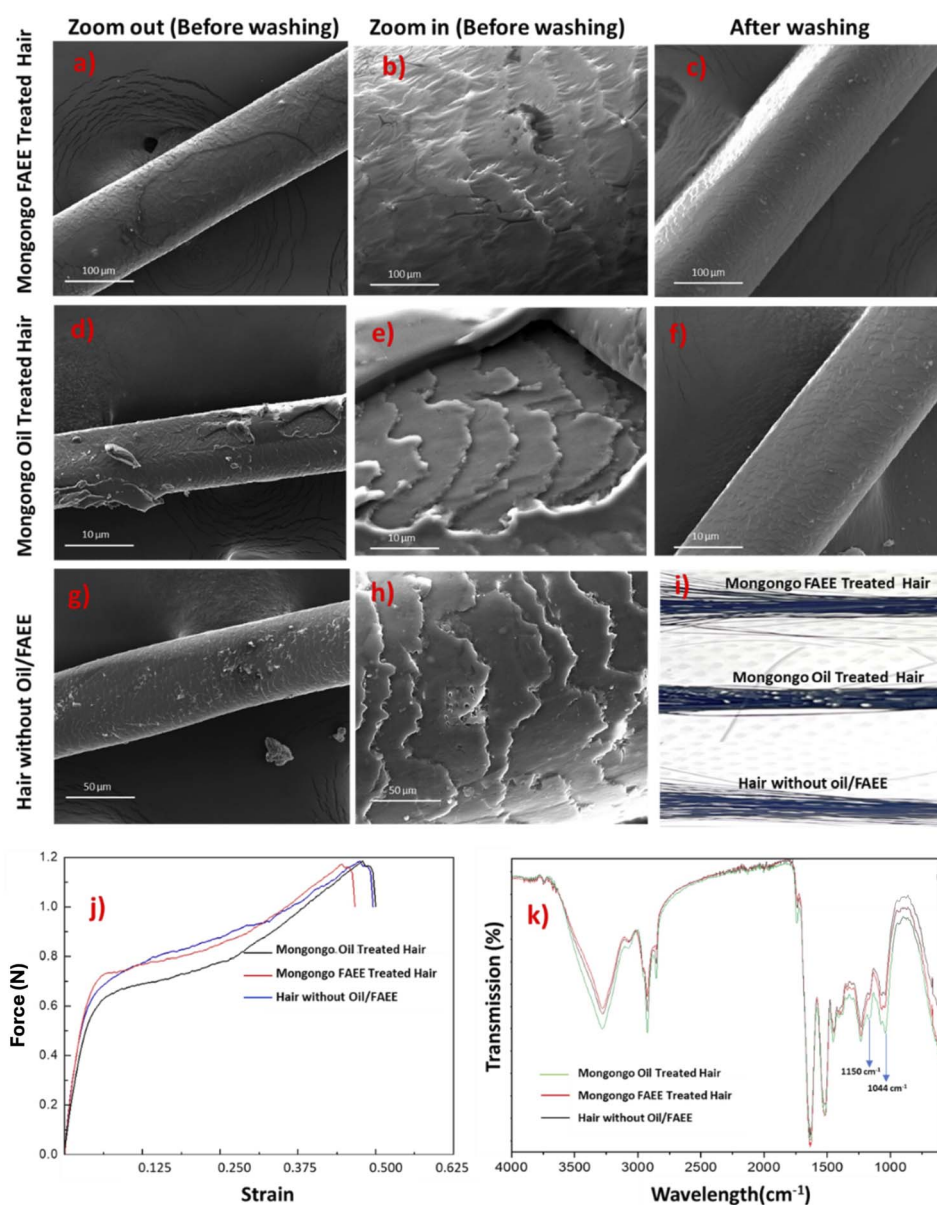 Zoom out (Before washing)
Zoom in (Before washing)
After washing
Mongongo FAEE Treated Hair
a)
100 µm
b)
100 µm
c)
100 µm
Mongongo Oil Treated Hair
d)
10 µm
e)
10 µm
f)
10 µm
Hair without Oil/FAEE
g)
50 µm
h)
50 µm
i)
Mongongo FAEE Treated Hair
Mongongo Oil Treated Hair
Hair without oil/FAEE
j)
Force (N)
1.2
1.0
0.8
0.6
0.4
0.2
0.0
Mongongo Oil Treated Hair
Mongongo FAEE Treated Hair
Hair without Oil/FAEE
0.125
0.250
0.375
0.500
0.625
Strain
k)
Transmission (%)
1150 cm⁻¹
1044 cm⁻¹
Mongongo Oil Treated Hair
Mongongo FAEE Treated Hair
Hair without Oil/FAEE
4000
3500
3000
2000
1500
1000
Wavelength(cm⁻¹)